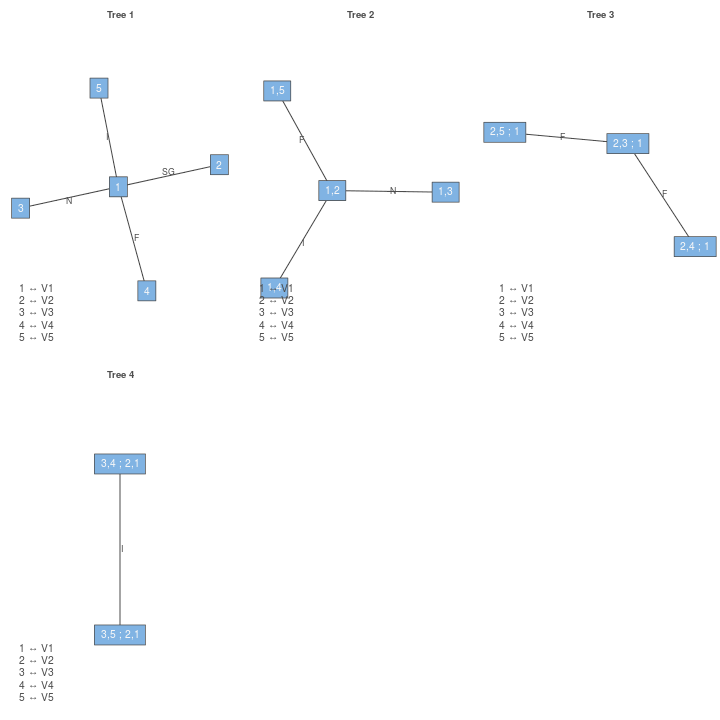 Tree 1
Tree 2
Tree 3
5
I
1
SG
2
3
N
F
4
1 ↔ V1
2 ↔ V2
3 ↔ V3
4 ↔ V4
5 ↔ V5
1,5
F
1,2
N
1,3
I
1,4
1 ↔ V1
2 ↔ V2
3 ↔ V3
4 ↔ V4
5 ↔ V5
2,5 ; 1
F
2,3 ; 1
F
2,4 ; 1
1 ↔ V1
2 ↔ V2
3 ↔ V3
4 ↔ V4
5 ↔ V5
Tree 4
3,4 ; 2,1
I
3,5 ; 2,1
1 ↔ V1
2 ↔ V2
3 ↔ V3
4 ↔ V4
5 ↔ V5